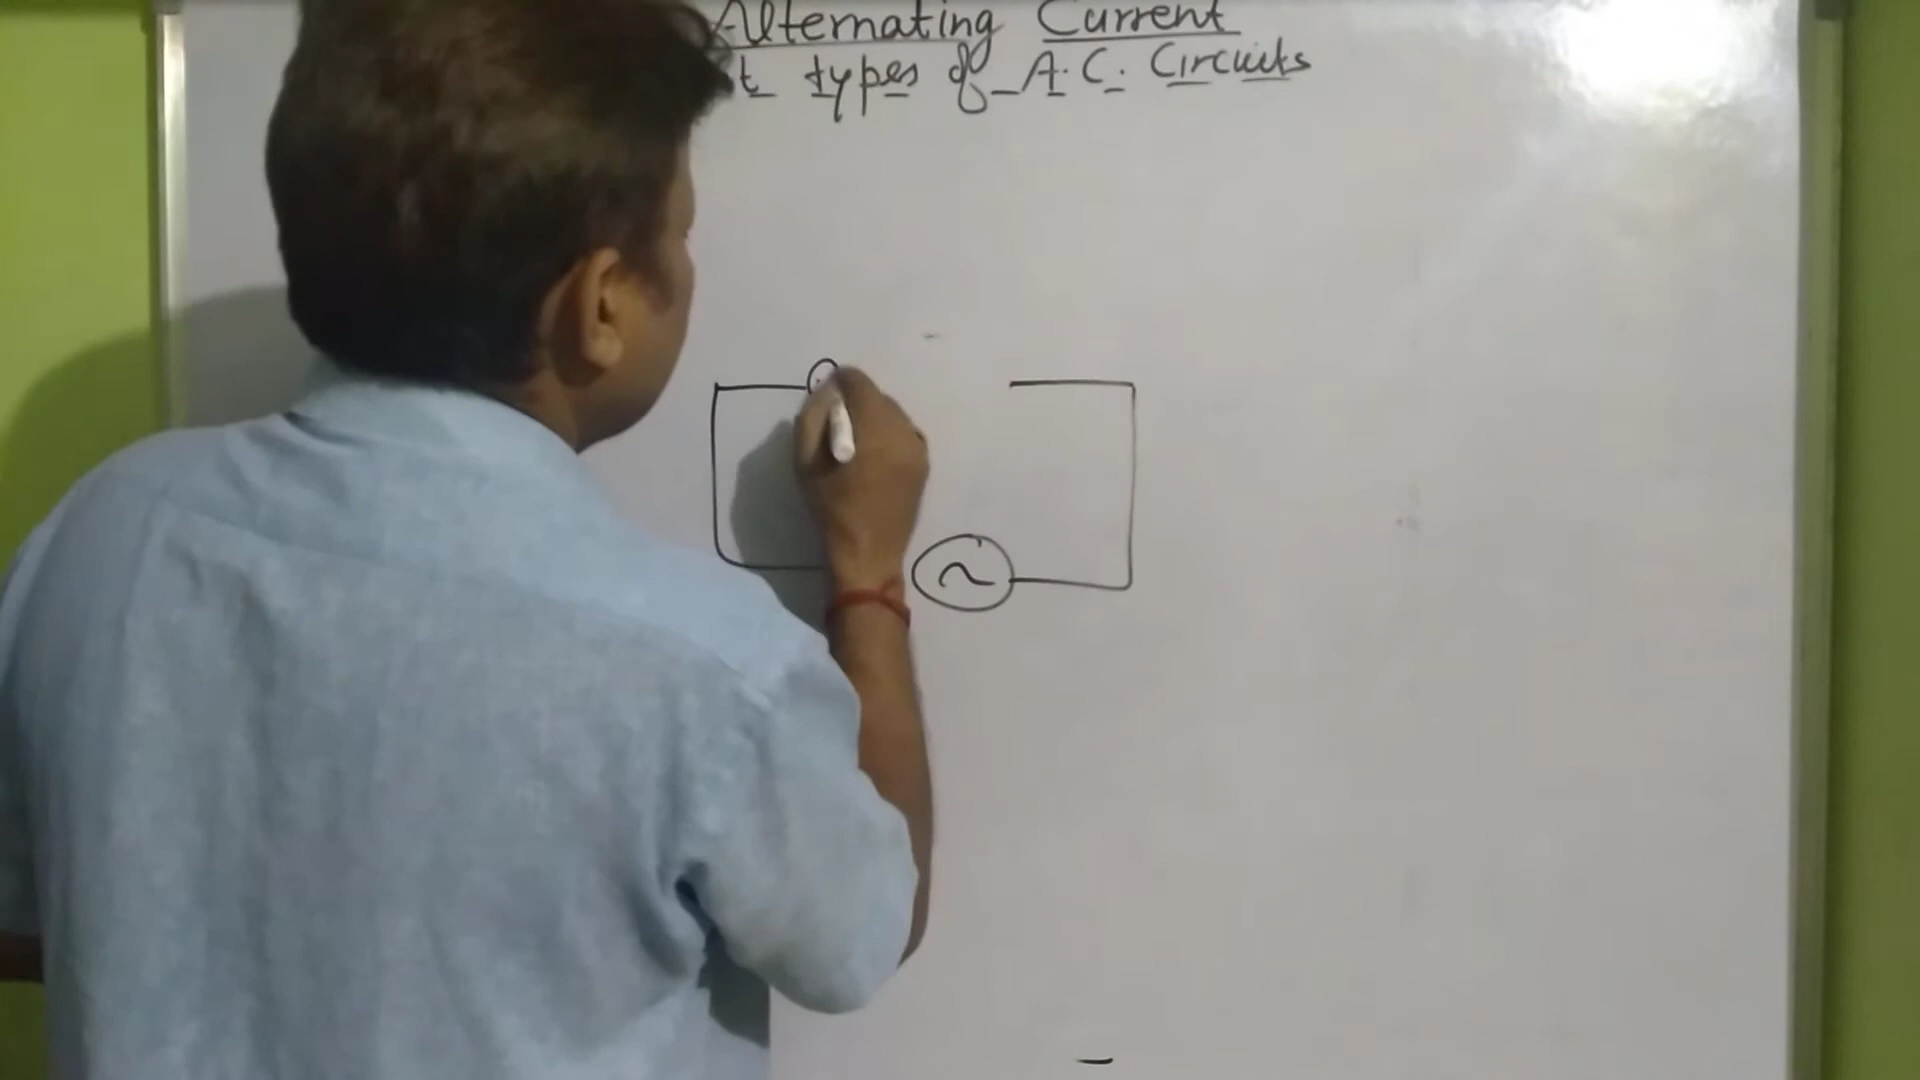 Alternating Current
t types of A.C. Circuits
~